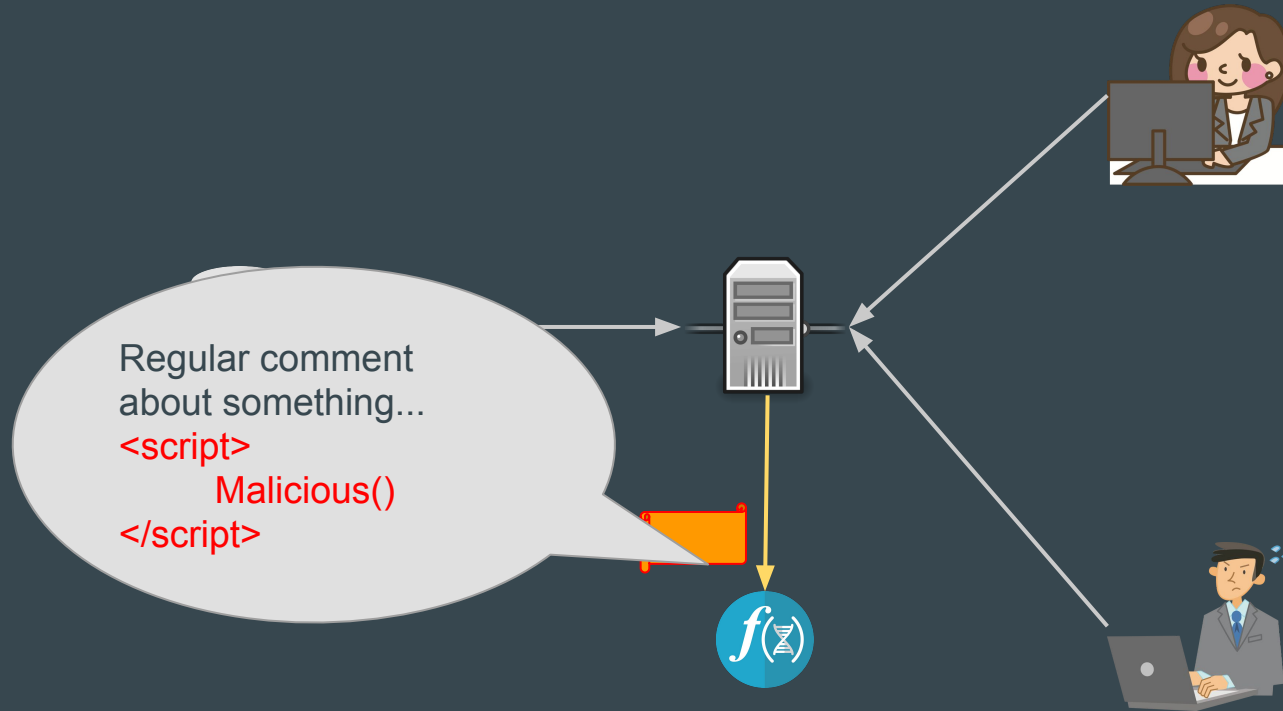 Regular comment
about something...
<script>
Malicious()
</script>
f()